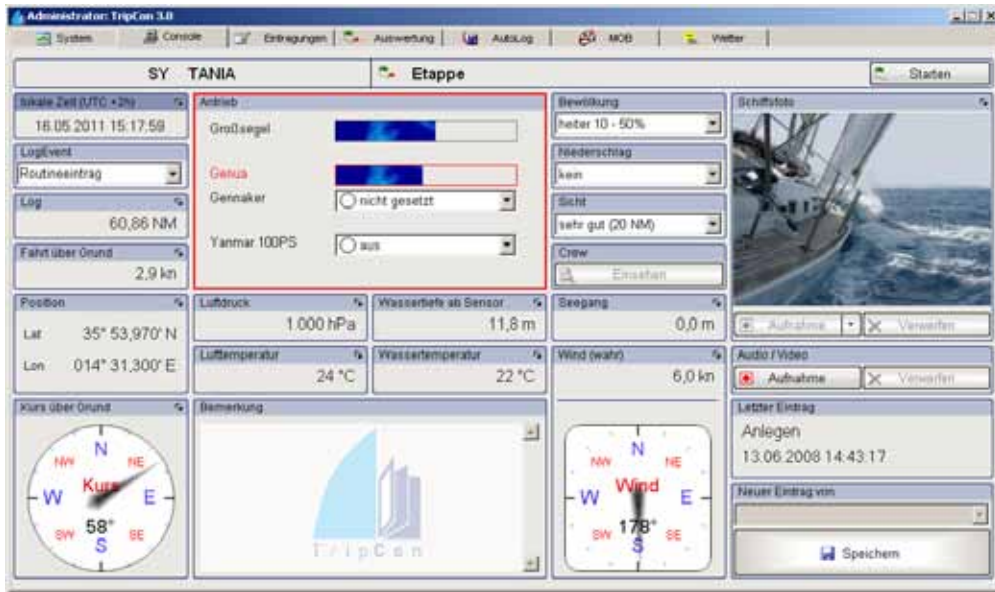 Administrator: TripCon 3.0
System
Console
Eintragungen
Auswertung
AutoLog
MOB
Wetter
SY TANIA
Etappe
Starten
lokale Zeit (UTC +2h)
16.05.2011 15:17:59
LogEvent
Routineeintrag
Log
60,86 NM
Fahrt über Grund
2,9 kn
Antrieb
Großsegel
Genua
Gennaker
nicht gesetzt
Yanmar 100PS
aus
Bewölkung
heiter 10 - 50%
Niederschlag
kein
Sicht
sehr gut (20 NM)
Crew
Einsehen
Schiffsfoto
Aufnahme
Verwerfen
Position
Lat 35° 53,970' N
Lon 014° 31,300' E
Luftdruck
1.000 hPa
Wassertiefe ab Sensor
11,8 m
Seegang
0,0 m
Lufttemperatur
24 °C
Wassertemperatur
22 °C
Wind (wahr)
6,0 kn
Audio / Video
Aufnahme
Verwerfen
Kurs über Grund
N
NW
NE
Kurs
W
E
58°
SW
SE
S
Bemerkung
TripCon
N
NW
NE
Wind
W
E
178°
SW
SE
S
Letzter Eintrag
Anlegen
13.06.2008 14:43:17
Neuer Eintrag von
Speichern